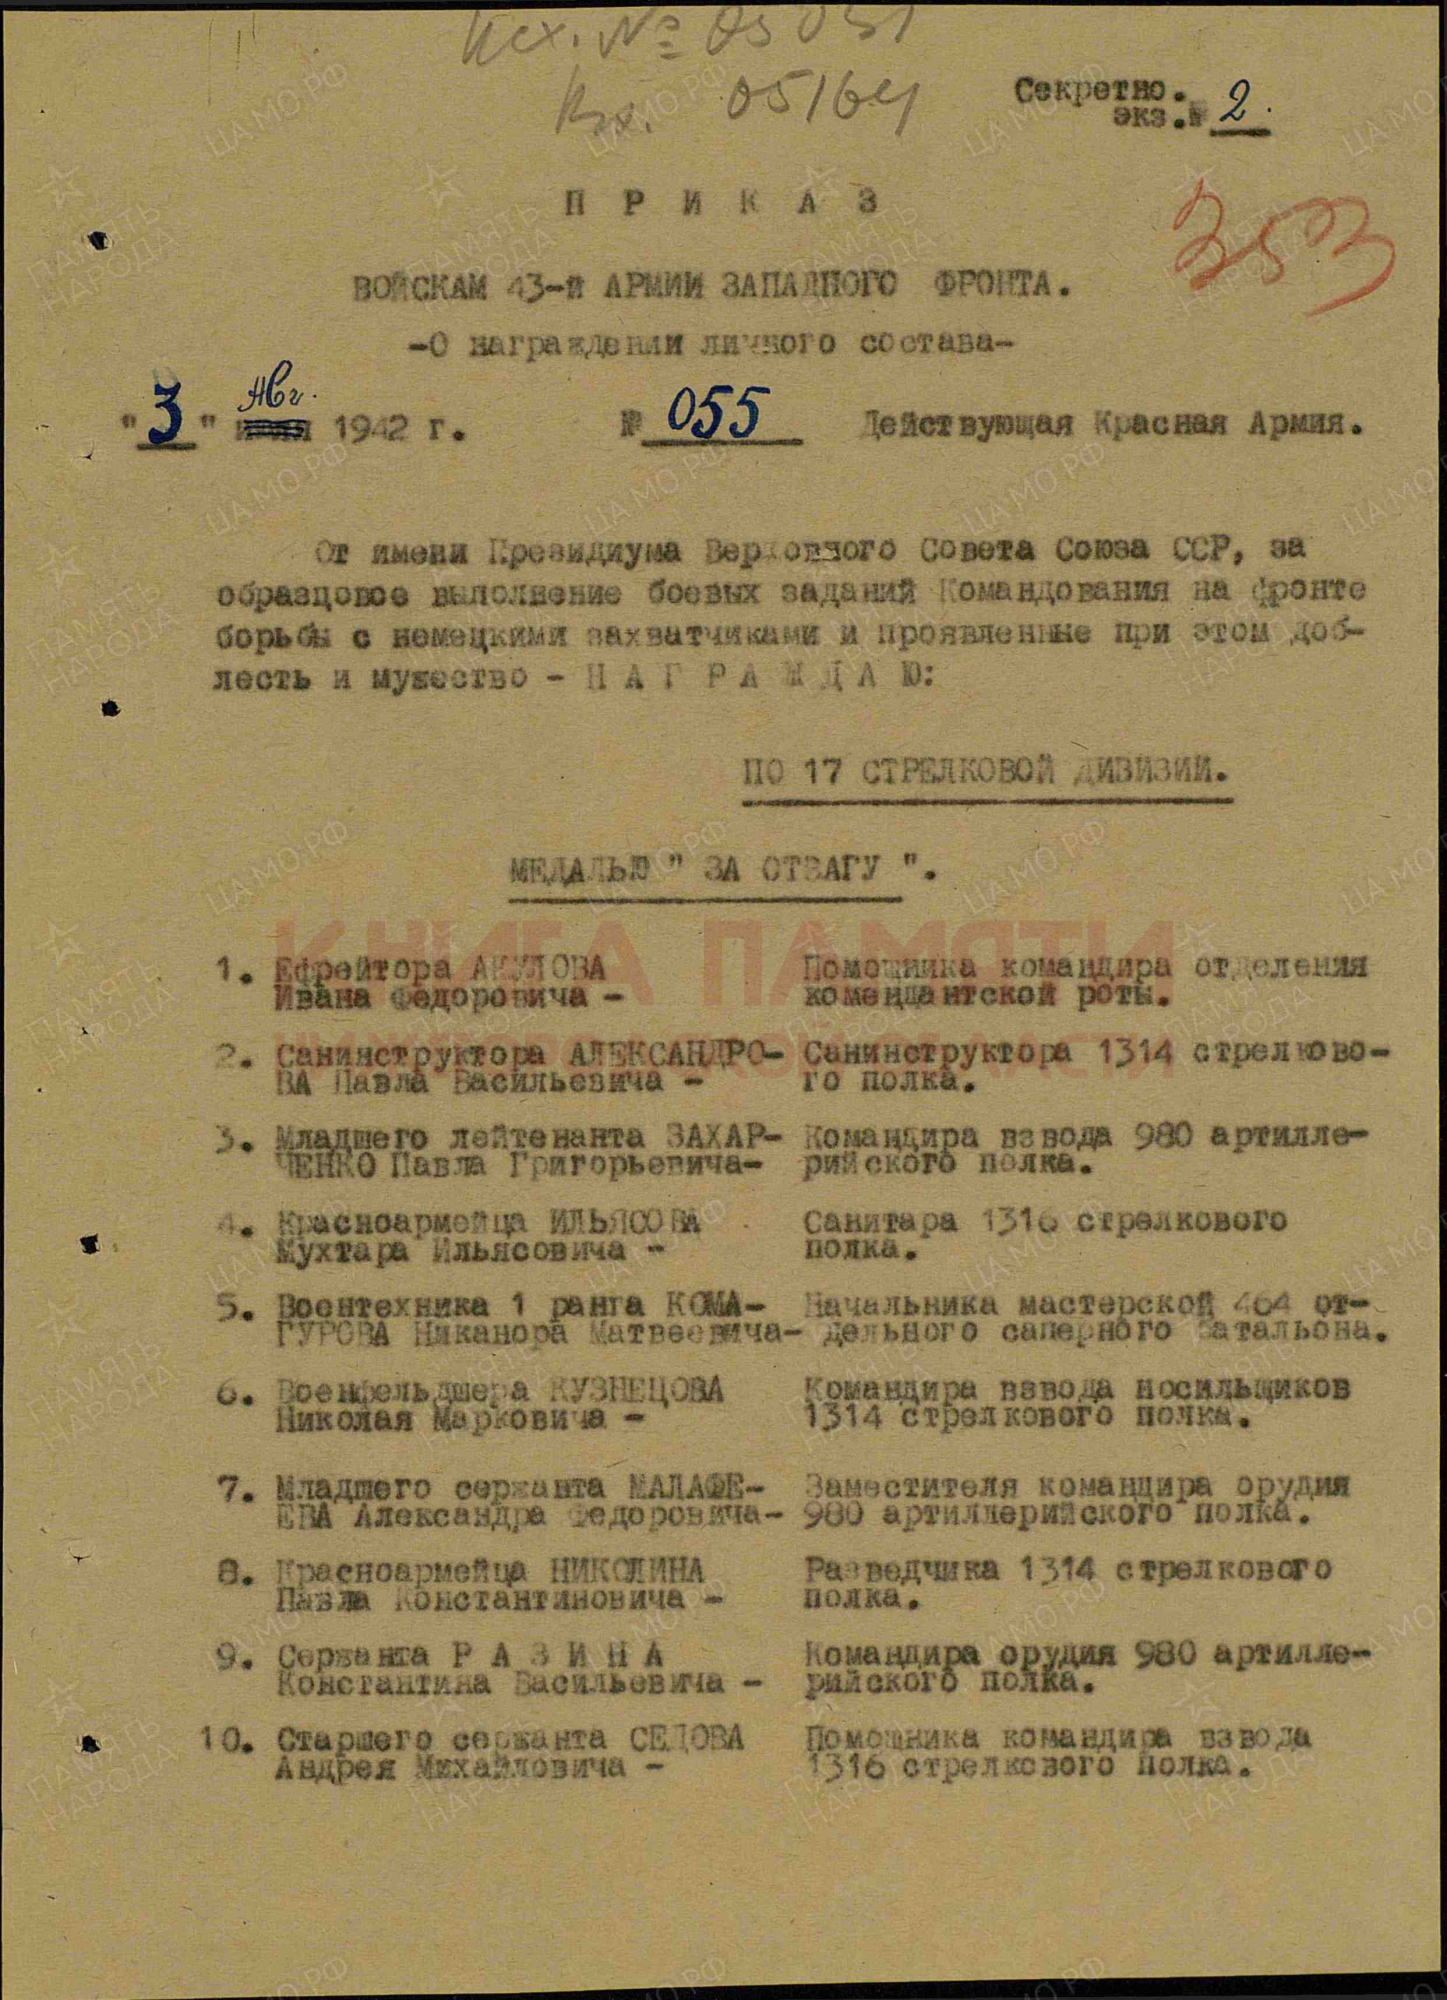 Исх. № 05051
Вх. 05164
Секретно.
экз.№ 2.
353
П Р И К А З
ВОЙСКАМ 43-й АРМИИ ЗАПАДНОГО ФРОНТА.
-О награждении личного состава-
"3" Авг. 1942 г. № 055 Действующая Красная Армия.
От имени Президиума Верховного Совета Союза ССР, за
образцовое выполнение боевых заданий Командования на фронте
борьбы с немецкими захватчиками и проявленные при этом доб-
лесть и мужество - Н А Г Р А Ж Д А Ю:
ПО 17 СТРЕЛКОВОЙ ДИВИЗИИ.
МЕДАЛЬЮ " ЗА ОТВАГУ ".
КНИГА ПАМЯТИ
1. Ефрейтора АКУЛОВА Помощника командира отделения
Ивана Федоровича - комендантской роты.
2. Санинструктора АЛЕКСАНДРО- Санинструктора 1314 стрелково-
ВА Павла Васильевича - го полка.
3. Младшего лейтенанта ЗАХАР- Командира взвода 980 артилле-
ЧЕНКО Павла Григорьевича- рийского полка.
4. Красноармейца ИЛЬЯСОВА Санитара 1316 стрелкового
Мухтара Ильясовича - полка.
5. Воентехника 1 ранга КОМА- Начальника мастерской 464 от-
ГУРОВА Никанора Матвеевича- дельного саперного батальона.
6. Военфельдшера КУЗНЕЦОВА Командира взвода носильщиков
Николая Марковича - 1314 стрелкового полка.
7. Младшего сержанта МАЛАФЕ- Заместителя командира орудия
ЕВА Александра Федоровича- 980 артиллерийского полка.
8. Красноармейца НИКОЛИНА Разведчика 1314 стрелкового
Павла Константиновича - полка.
9. Сержанта Р А З И Н А Командира орудия 980 артилле-
Константина Васильевича - рийского полка.
10. Старшего сержанта СЕДОВА Помощника командира взвода
Андрея Михайловича - 1316 стрелкового полка.